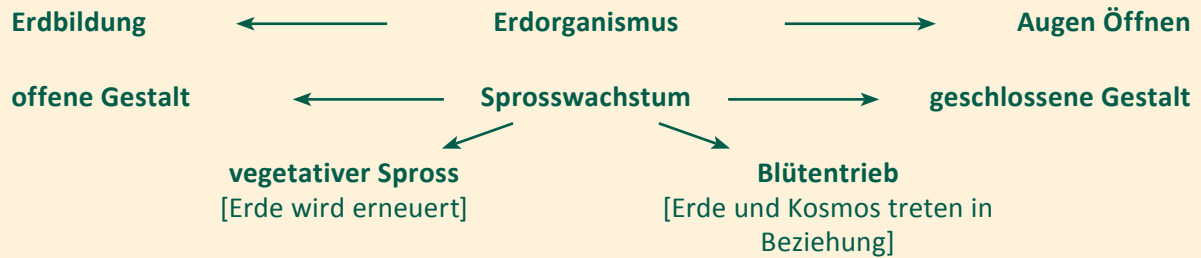 Erdbildung Erdorganismus Augen Öffnen
offene Gestalt Sprosswachstum geschlossene Gestalt
vegetativer Spross Blütentrieb
[Erde wird erneuert] [Erde und Kosmos treten in
Beziehung]